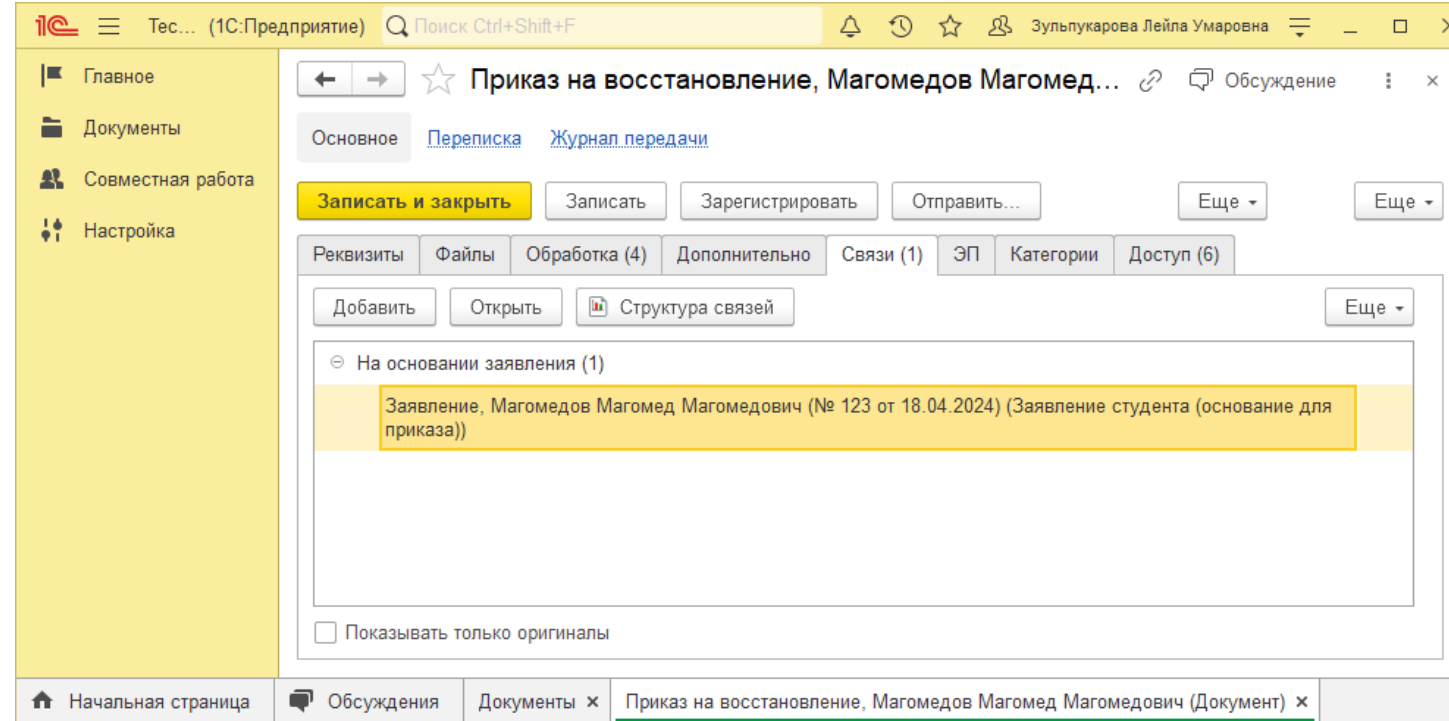 1С Тес... (1С:Предприятие) Поиск Ctrl+Shift+F Зульпукарова Лейла Умаровна
Главное
Документы
Совместная работа
Настройка
Приказ на восстановление, Магомедов Магомед... Обсуждение
Основное Переписка Журнал передачи
Записать и закрыть Записать Зарегистрировать Отправить... Еще Еще
Реквизиты Файлы Обработка (4) Дополнительно Связи (1) ЭП Категории Доступ (6)
Добавить Открыть Структура связей Еще
На основании заявления (1)
Заявление, Магомедов Магомед Магомедович (№ 123 от 18.04.2024) (Заявление студента (основание для
приказа))
Показывать только оригиналы
Начальная страница Обсуждения Документы Приказ на восстановление, Магомедов Магомед Магомедович (Документ)